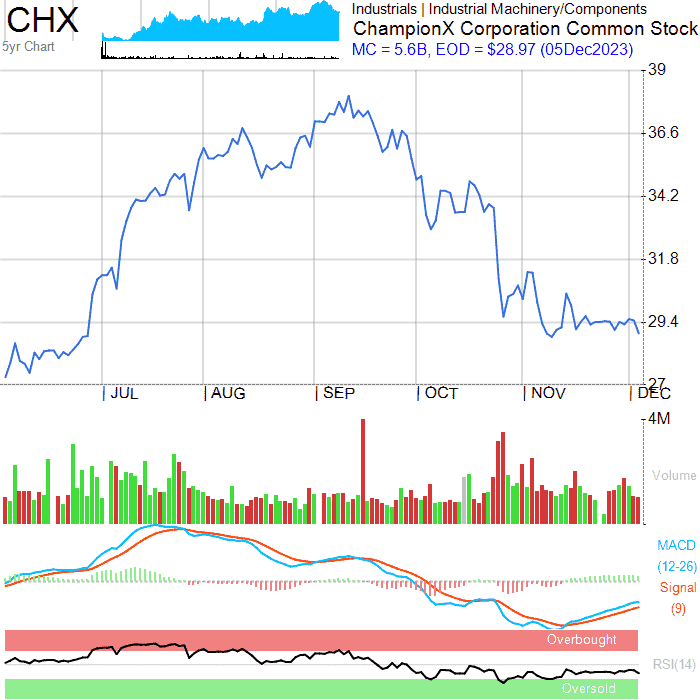 CHX
5yr Chart
Industrials | Industrial Machinery/Components
ChampionX Corporation Common Stock
MC = 5.6B, EOD = $28.97 (05Dec2023)
39
36.6
34.2
31.8
29.4
27
JUL AUG SEP OCT NOV DEC
4M
Volume
MACD
(12-26)
Signal
(9)
Overbought
RSI(14)
Oversold